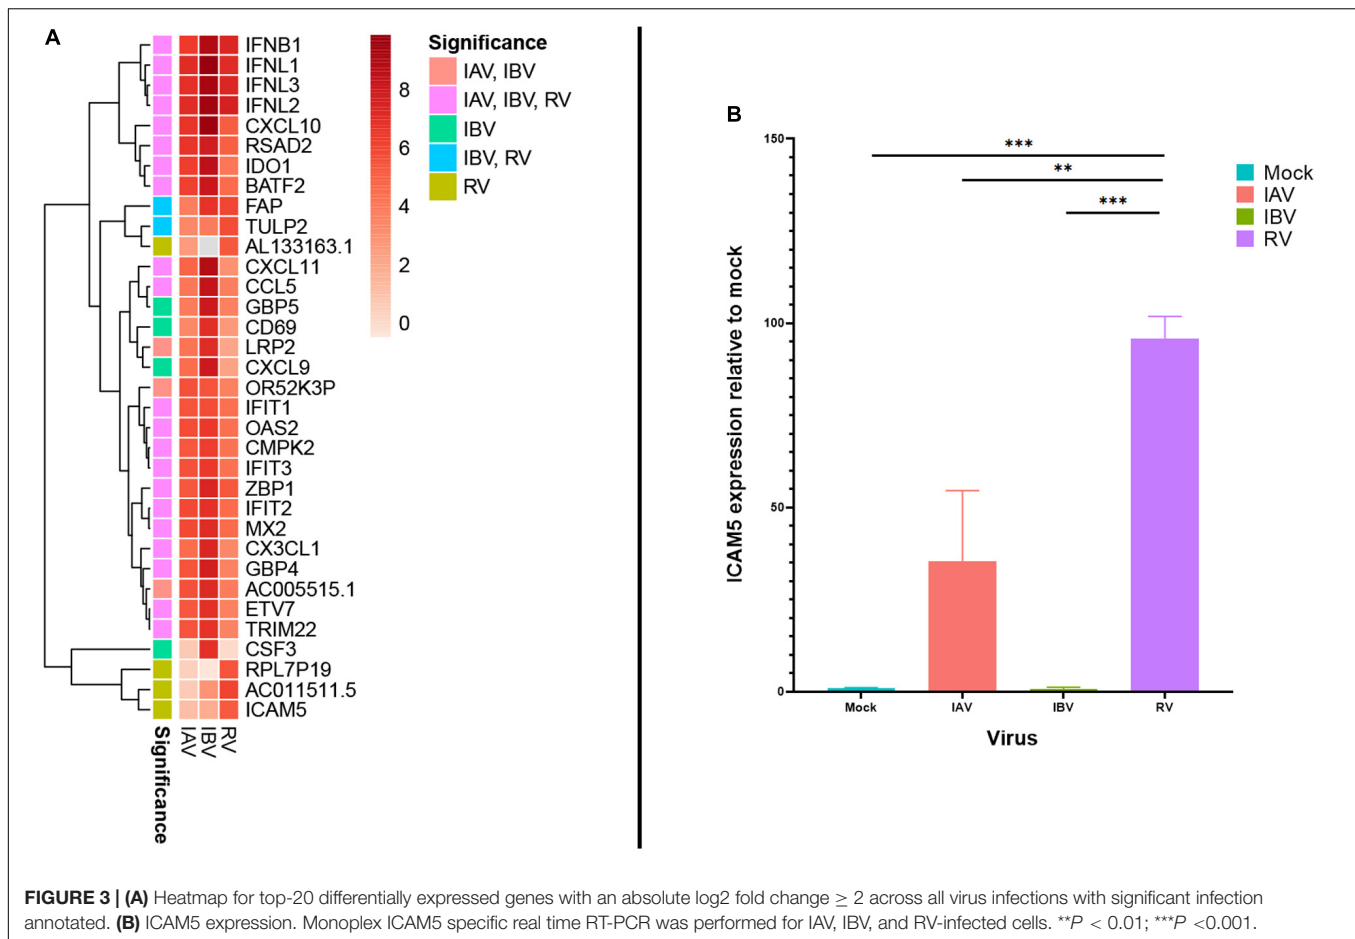 A
IFNB1
IFNL1
IFNL3
IFNL2
CXCL10
RSAD2
IDO1
BATF2
FAP
TULP2
AL133163.1
CXCL11
CCL5
GBP5
CD69
LRP2
CXCL9
OR52K3P
IFIT1
OAS2
CMPK2
IFIT3
ZBP1
IFIT2
MX2
CX3CL1
GBP4
AC005515.1
ETV7
TRIM22
CSF3
RPL7P19
AC011511.5
ICAM5
Significance
IAV
IBV
RV
8
6
4
2
0
Significance
IAV, IBV
IAV, IBV, RV
IBV
IBV, RV
RV
B
ICAM5 expression relative to mock
150
100
50
0
***
**
***
Mock
IAV
IBV
RV
Virus
Mock
IAV
IBV
RV
FIGURE 3 | (A) Heatmap for top-20 differentially expressed genes with an absolute log2 fold change ≥ 2 across all virus infections with significant infection
annotated. (B) ICAM5 expression. Monoplex ICAM5 specific real time RT-PCR was performed for IAV, IBV, and RV-infected cells. **P < 0.01; ***P <0.001.